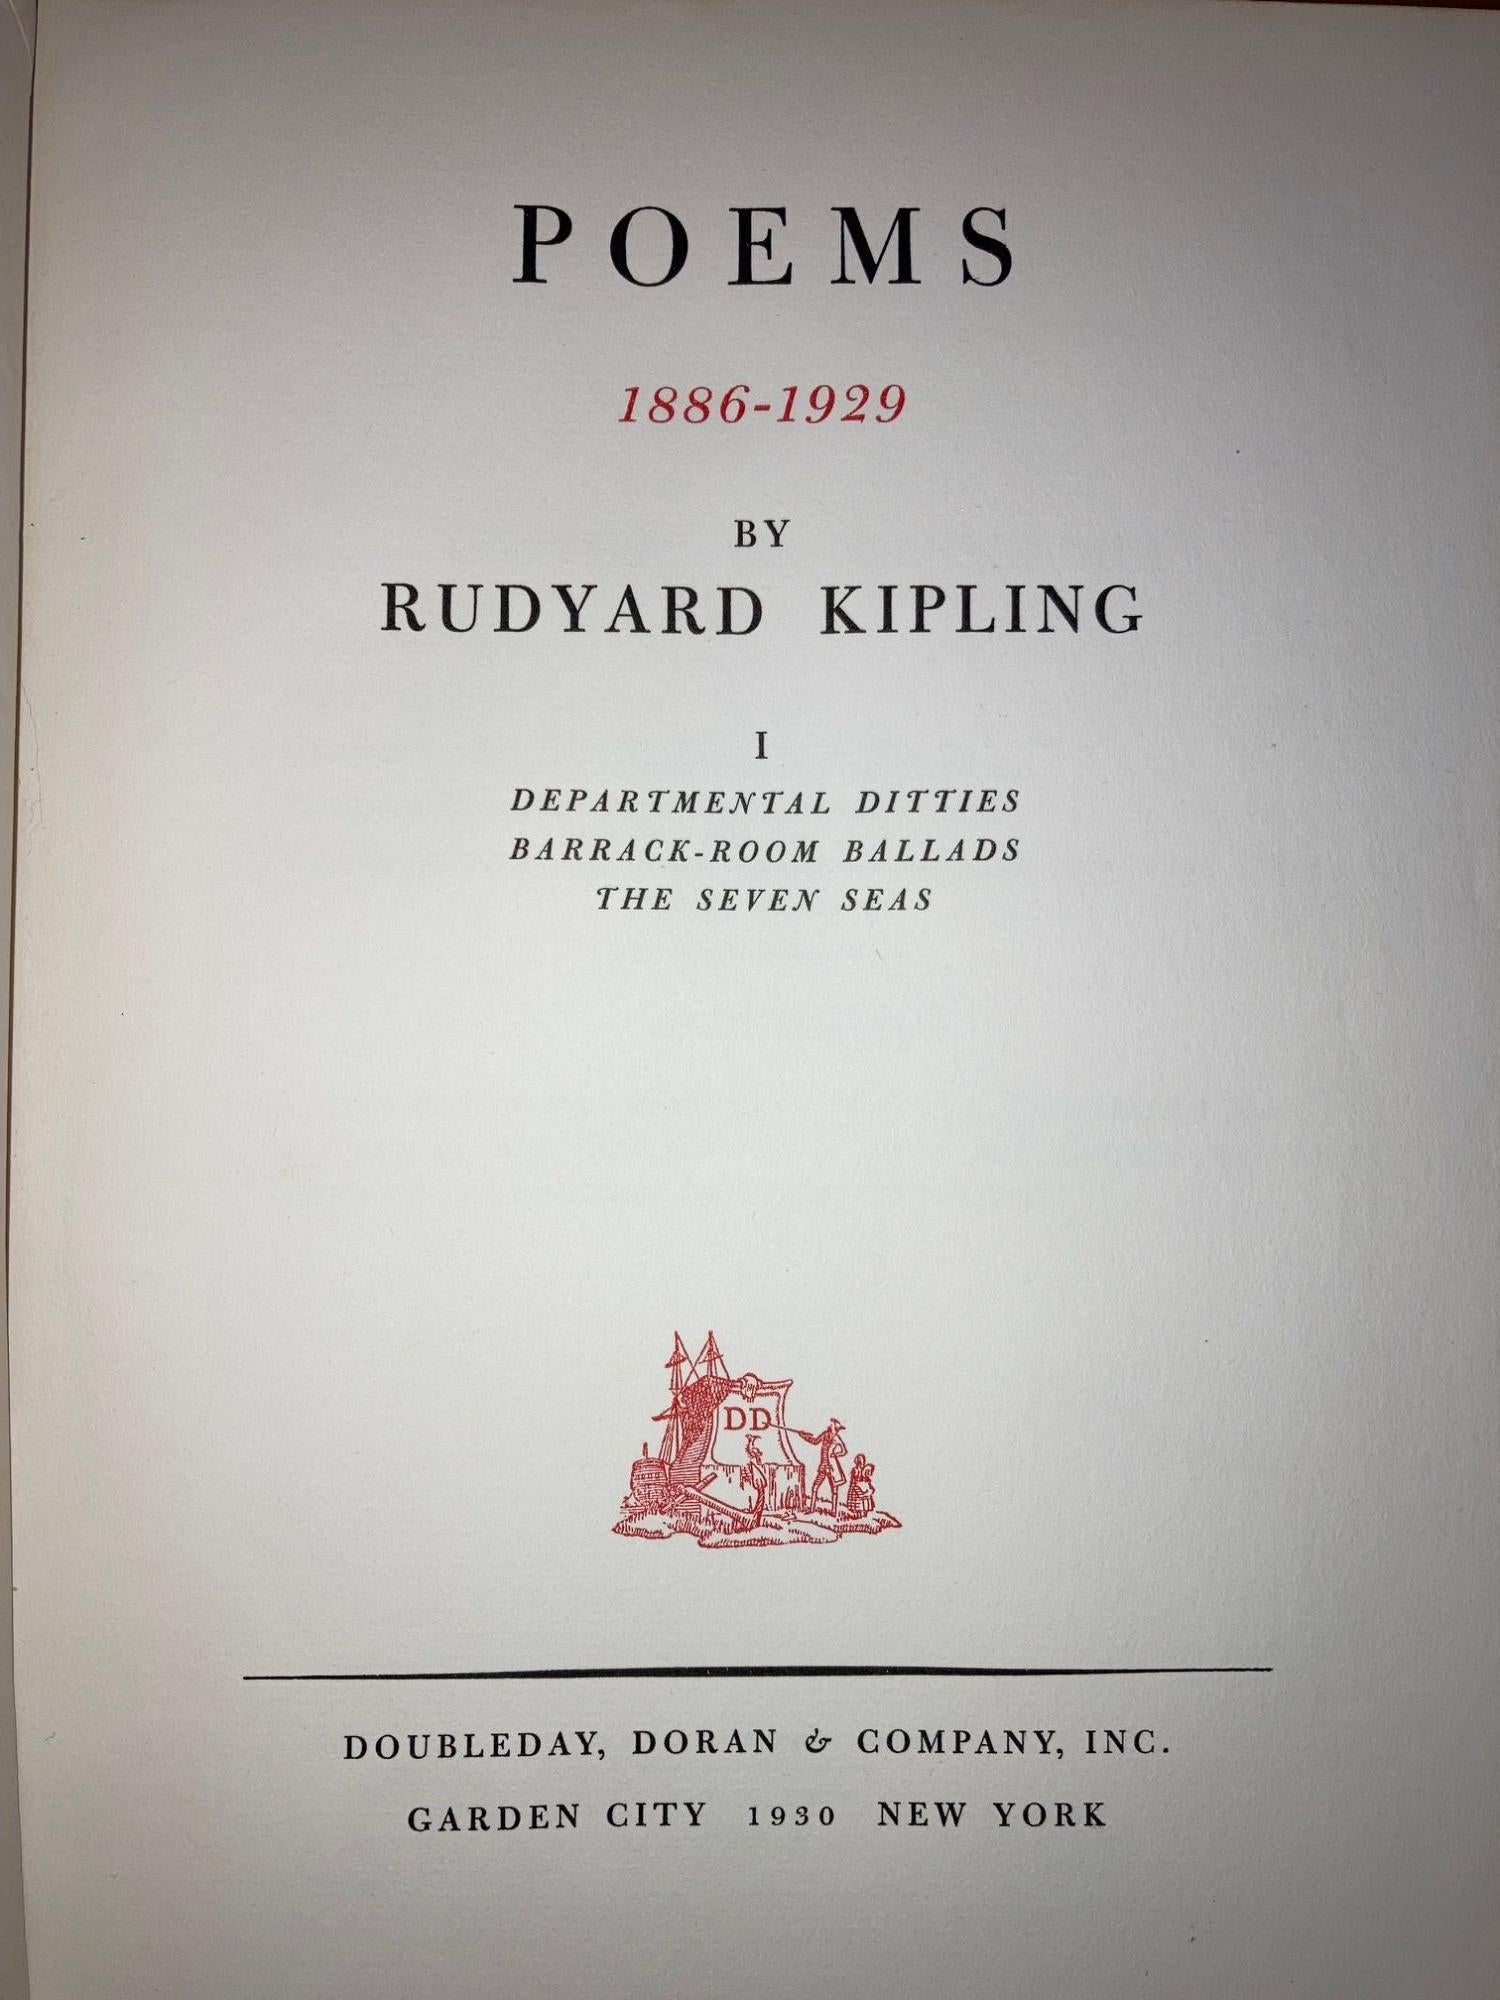 POEMS
1886-1929
BY
RUDYARD KIPLING
I
DEPARTMENTAL DITTIES
BARRACK-ROOM BALLADS
THE SEVEN SEAS
DD
DOUBLEDAY, DORAN & COMPANY, INC.
GARDEN CITY 1930 NEW YORK